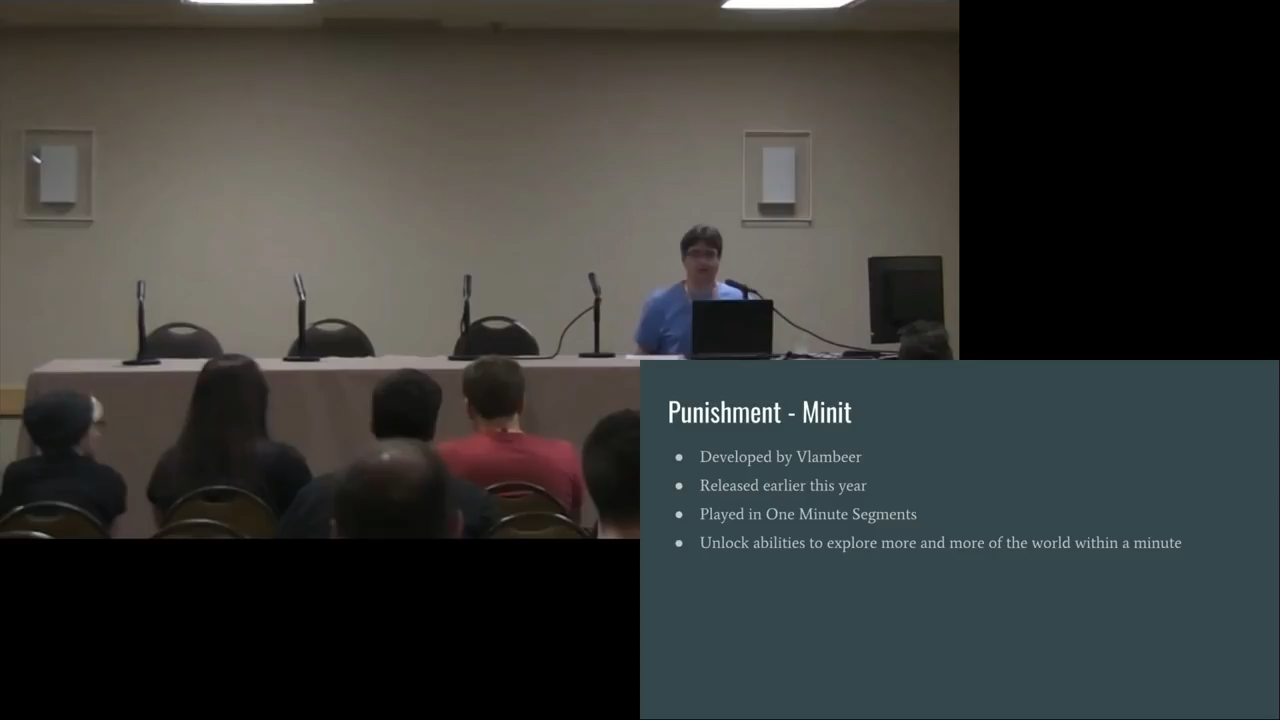 Punishment - Minit
● Developed by Vlambeer
● Released earlier this year
● Played in One Minute Segments
● Unlock abilities to explore more and more of the world within a minute